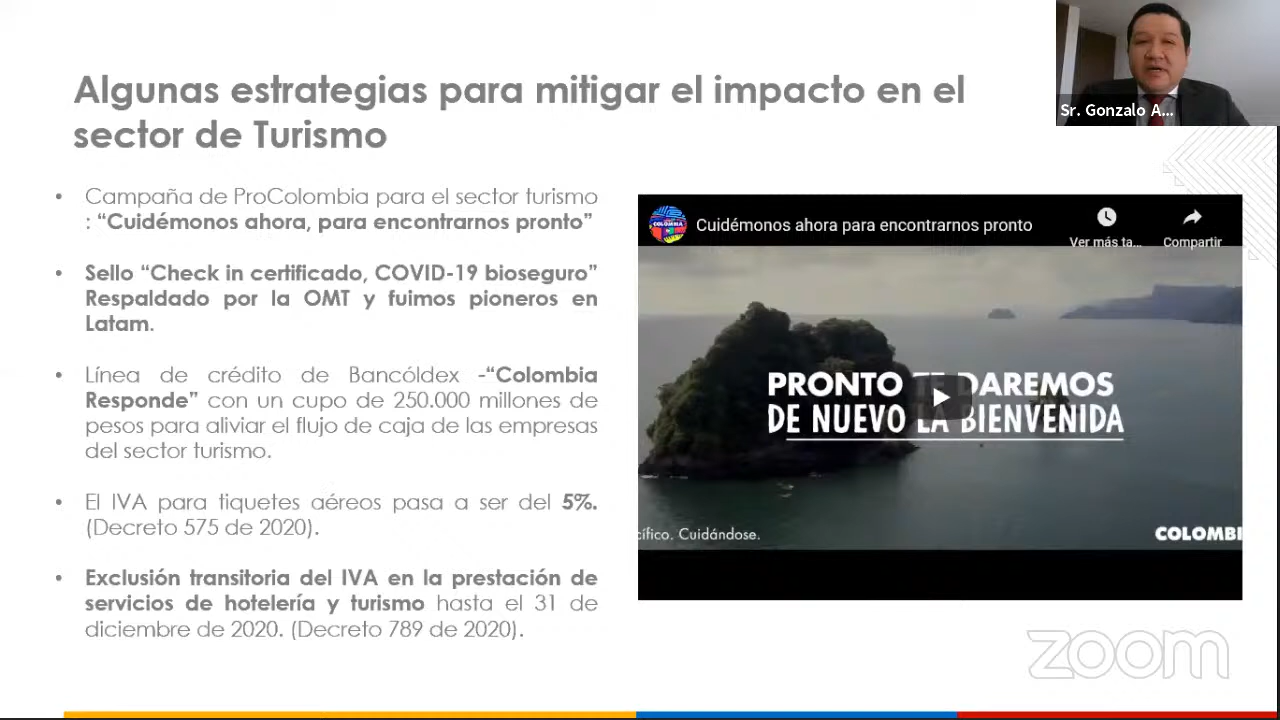 Algunas estrategias para mitigar el impacto en el
sector de Turismo
Sr. Gonzalo A...
• Campaña de ProColombia para el sector turismo
: “Cuidémonos ahora, para encontrarnos pronto”
• Sello “Check in certificado, COVID-19 bioseguro”
Respaldado por la OMT y fuimos pioneros en
Latam.
• Línea de crédito de Bancóldex -“Colombia
Responde” con un cupo de 250.000 millones de
pesos para aliviar el flujo de caja de las empresas
del sector turismo.
• El IVA para tiquetes aéreos pasa a ser del 5%.
(Decreto 575 de 2020).
• Exclusión transitoria del IVA en la prestación de
servicios de hotelería y turismo hasta el 31 de
diciembre de 2020. (Decreto 789 de 2020).
COLOMBIA
Cuidémonos ahora para encontrarnos pronto
Ver más ta...
Compartir
PRONTO TE DAREMOS
DE NUEVO LA BIENVENIDA
cífico. Cuidándose.
COLOMBI
zoom